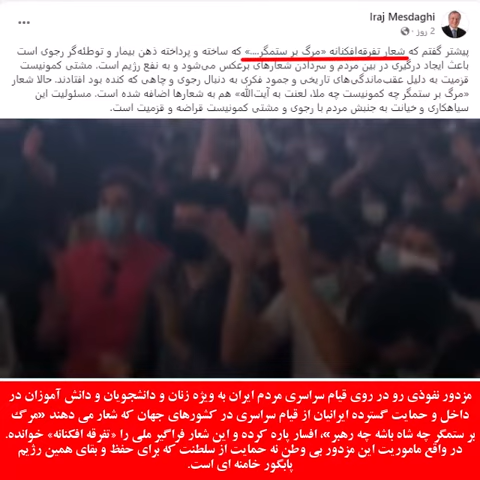 Iraj Mesdaghi
2 روز ·
پیشتر گفتم که شعار تفرقه‌افکنانه «مرگ بر ستمگر....» که ساخته و پرداخته ذهن بیمار و توطئه‌گر رجوی است
باعث ایجاد درگیری در بین مردم و سردادن شعارهای برعکس می‌شود و به نفع رژیم است. مشتی کمونیست
قزمیت به دلیل عقب‌ماندگی‌های تاریخی و جمود فکری به دنبال رجوی و چاهی که کنده بود افتادند. حالا شعار
«مرگ بر ستمگر چه کمونیست چه ملا، لعنت به آیت‌الله» هم به شعارها اضافه شده است. مسئولیت این
سیاهکاری و خیانت به جنبش مردم با رجوی و مشتی کمونیست قراضه و قزمیت است.
مزدور نفوذی رو در روی قیام سراسری مردم ایران به ویژه زنان و دانشجویان و دانش آموزان در
داخل و حمایت گسترده ایرانیان از قیام سراسری در کشورهای جهان که شعار می دهند «مرگ
بر ستمگر چه شاه باشه چه رهبر»، افسار پاره کرده و این شعار فراگیر ملی را «تفرقه افکنانه» خوانده.
در واقع ماموریت این مزدور بی وطن نه حمایت از سلطنت که برای حفظ و بقای همین رژیم
پابگور خامنه ای است.